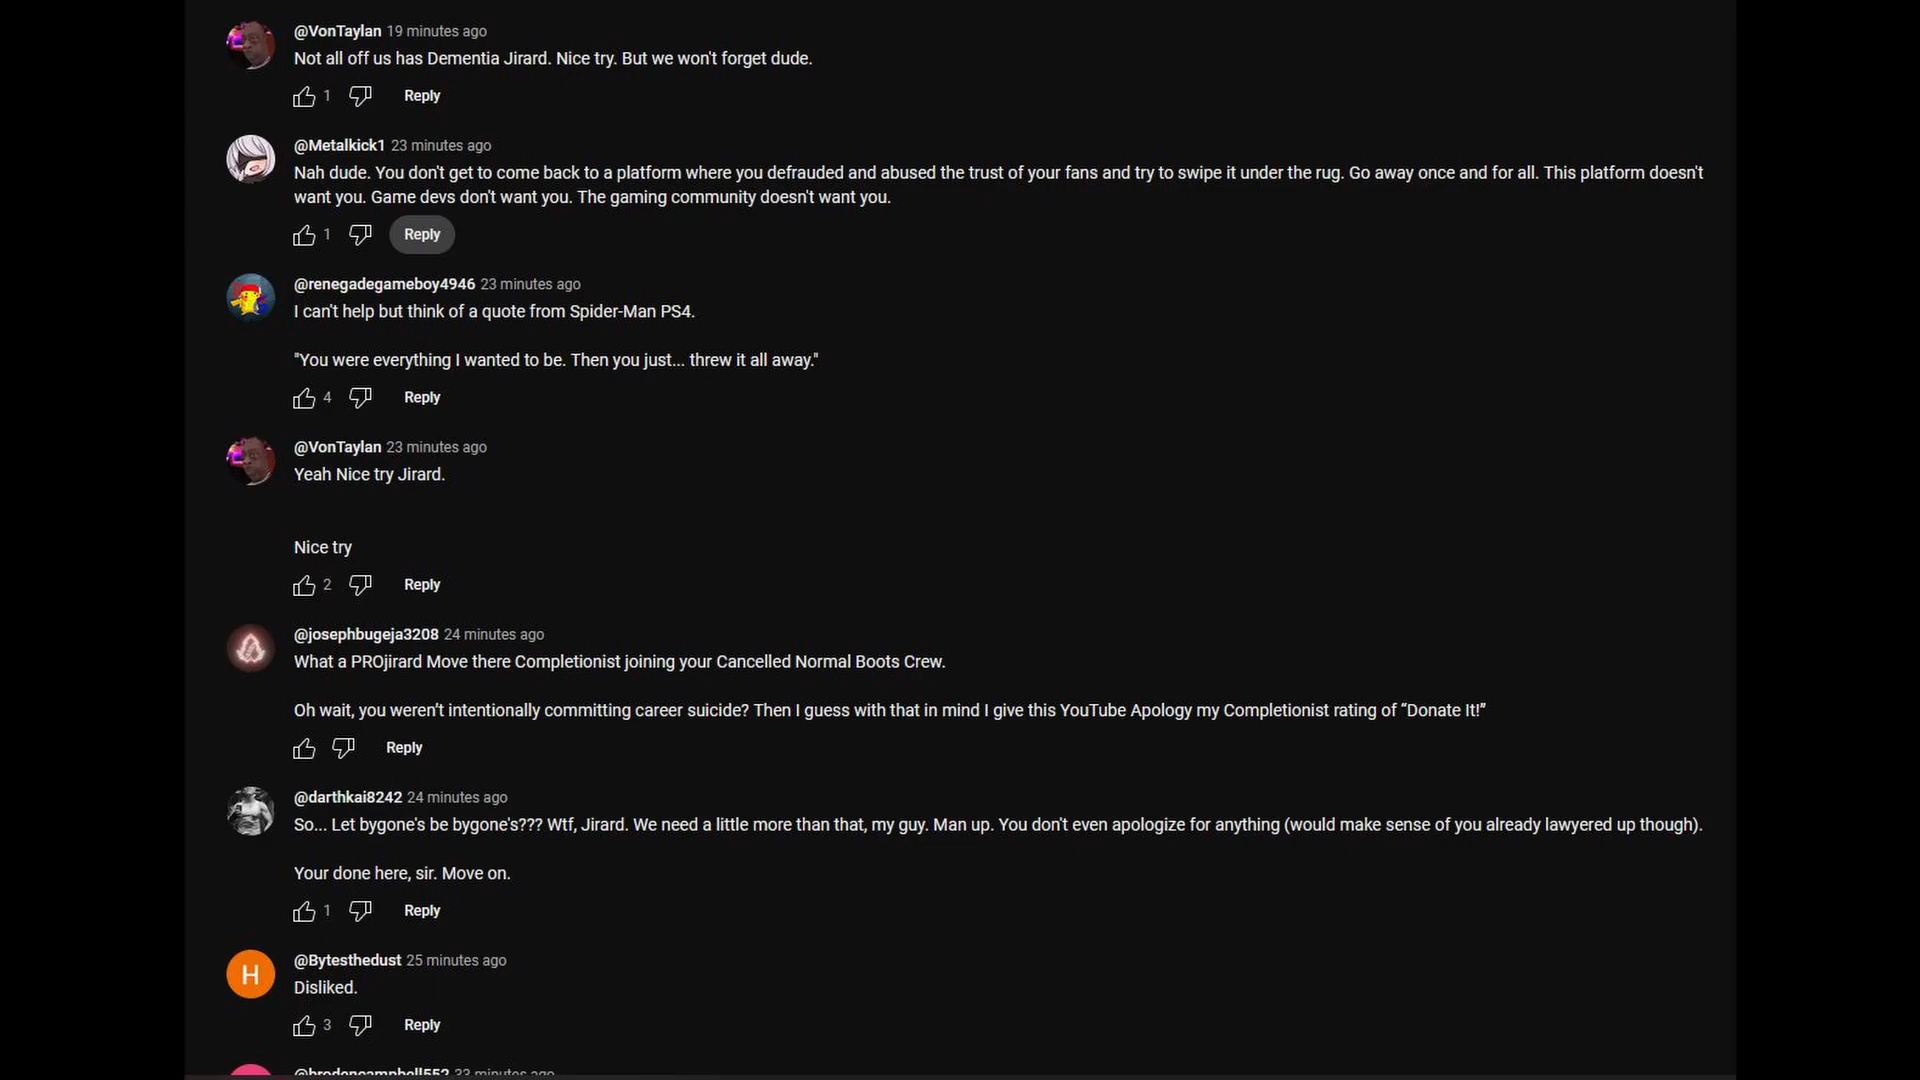 @VonTaylan 19 minutes ago
Not all off us has Dementia Jirard. Nice try. But we won't forget dude.
1 Reply
@Metalkick1 23 minutes ago
Nah dude. You don't get to come back to a platform where you defrauded and abused the trust of your fans and try to swipe it under the rug. Go away once and for all. This platform doesn't
want you. Game devs don't want you. The gaming community doesn't want you.
1 Reply
@renegadegameboy4946 23 minutes ago
I can't help but think of a quote from Spider-Man PS4.
"You were everything I wanted to be. Then you just... threw it all away."
4 Reply
@VonTaylan 23 minutes ago
Yeah Nice try Jirard.
Nice try
2 Reply
@josephbugeja3208 24 minutes ago
What a PROjirard Move there Completionist joining your Cancelled Normal Boots Crew.
Oh wait, you weren’t intentionally committing career suicide? Then I guess with that in mind I give this YouTube Apology my Completionist rating of “Donate It!”
Reply
@darthkai8242 24 minutes ago
So... Let bygone's be bygone's??? Wtf, Jirard. We need a little more than that, my guy. Man up. You don't even apologize for anything (would make sense of you already lawyered up though).
Your done here, sir. Move on.
1 Reply
H
@Bytesthedust 25 minutes ago
Disliked.
3 Reply
@brodencampbell552 33 minutes ago